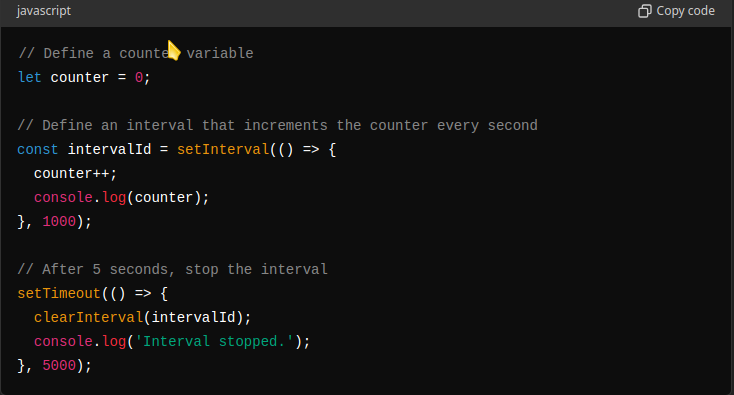 javascript
Copy code
// Define a counter variable
let counter = 0;
// Define an interval that increments the counter every second
const intervalId = setInterval(() => {
counter++;
console.log(counter);
}, 1000);
// After 5 seconds, stop the interval
setTimeout(() => {
clearInterval(intervalId);
console.log('Interval stopped.');
}, 5000);